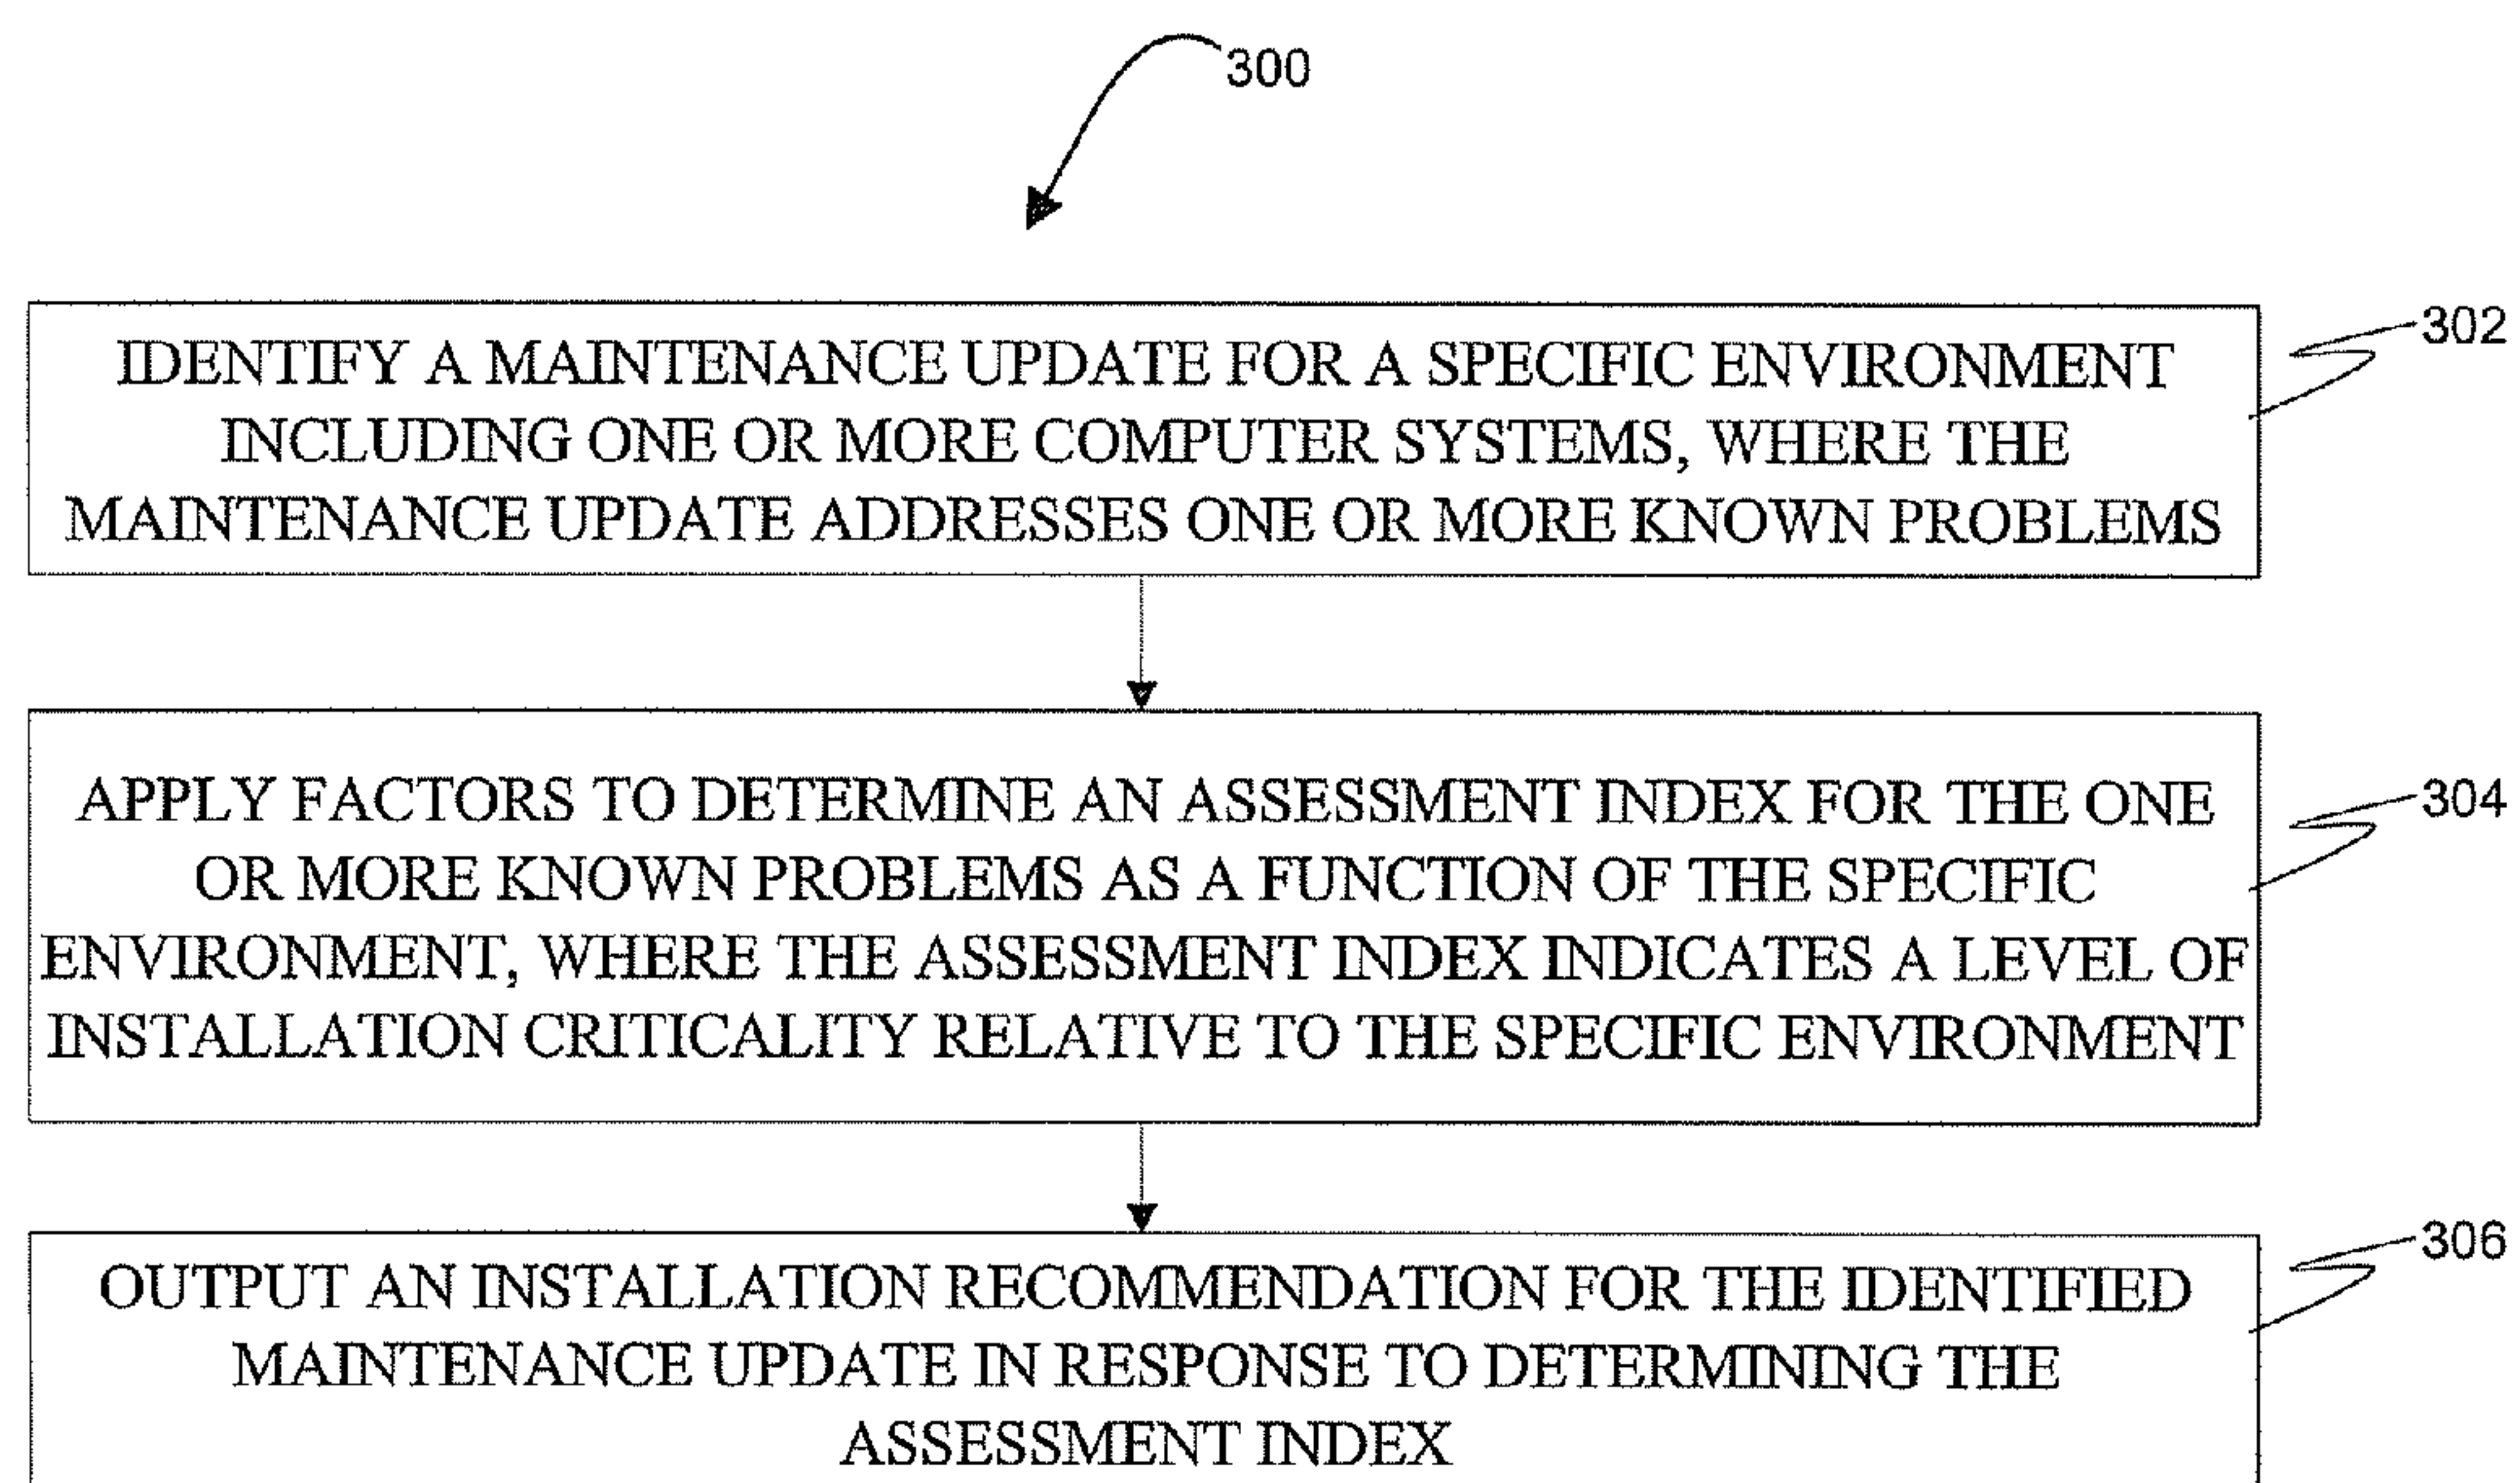 300
302
IDENTIFY A MAINTENANCE UPDATE FOR A SPECIFIC ENVIRONMENT
INCLUDING ONE OR MORE COMPUTER SYSTEMS, WHERE THE
MAINTENANCE UPDATE ADDRESSES ONE OR MORE KNOWN PROBLEMS
304
APPLY FACTORS TO DETERMINE AN ASSESSMENT INDEX FOR THE ONE
OR MORE KNOWN PROBLEMS AS A FUNCTION OF THE SPECIFIC
ENVIRONMENT, WHERE THE ASSESSMENT INDEX INDICATES A LEVEL OF
INSTALLATION CRITICALITY RELATIVE TO THE SPECIFIC ENVIRONMENT
306
OUTPUT AN INSTALLATION RECOMMENDATION FOR THE IDENTIFIED
MAINTENANCE UPDATE IN RESPONSE TO DETERMINING THE
ASSESSMENT INDEX